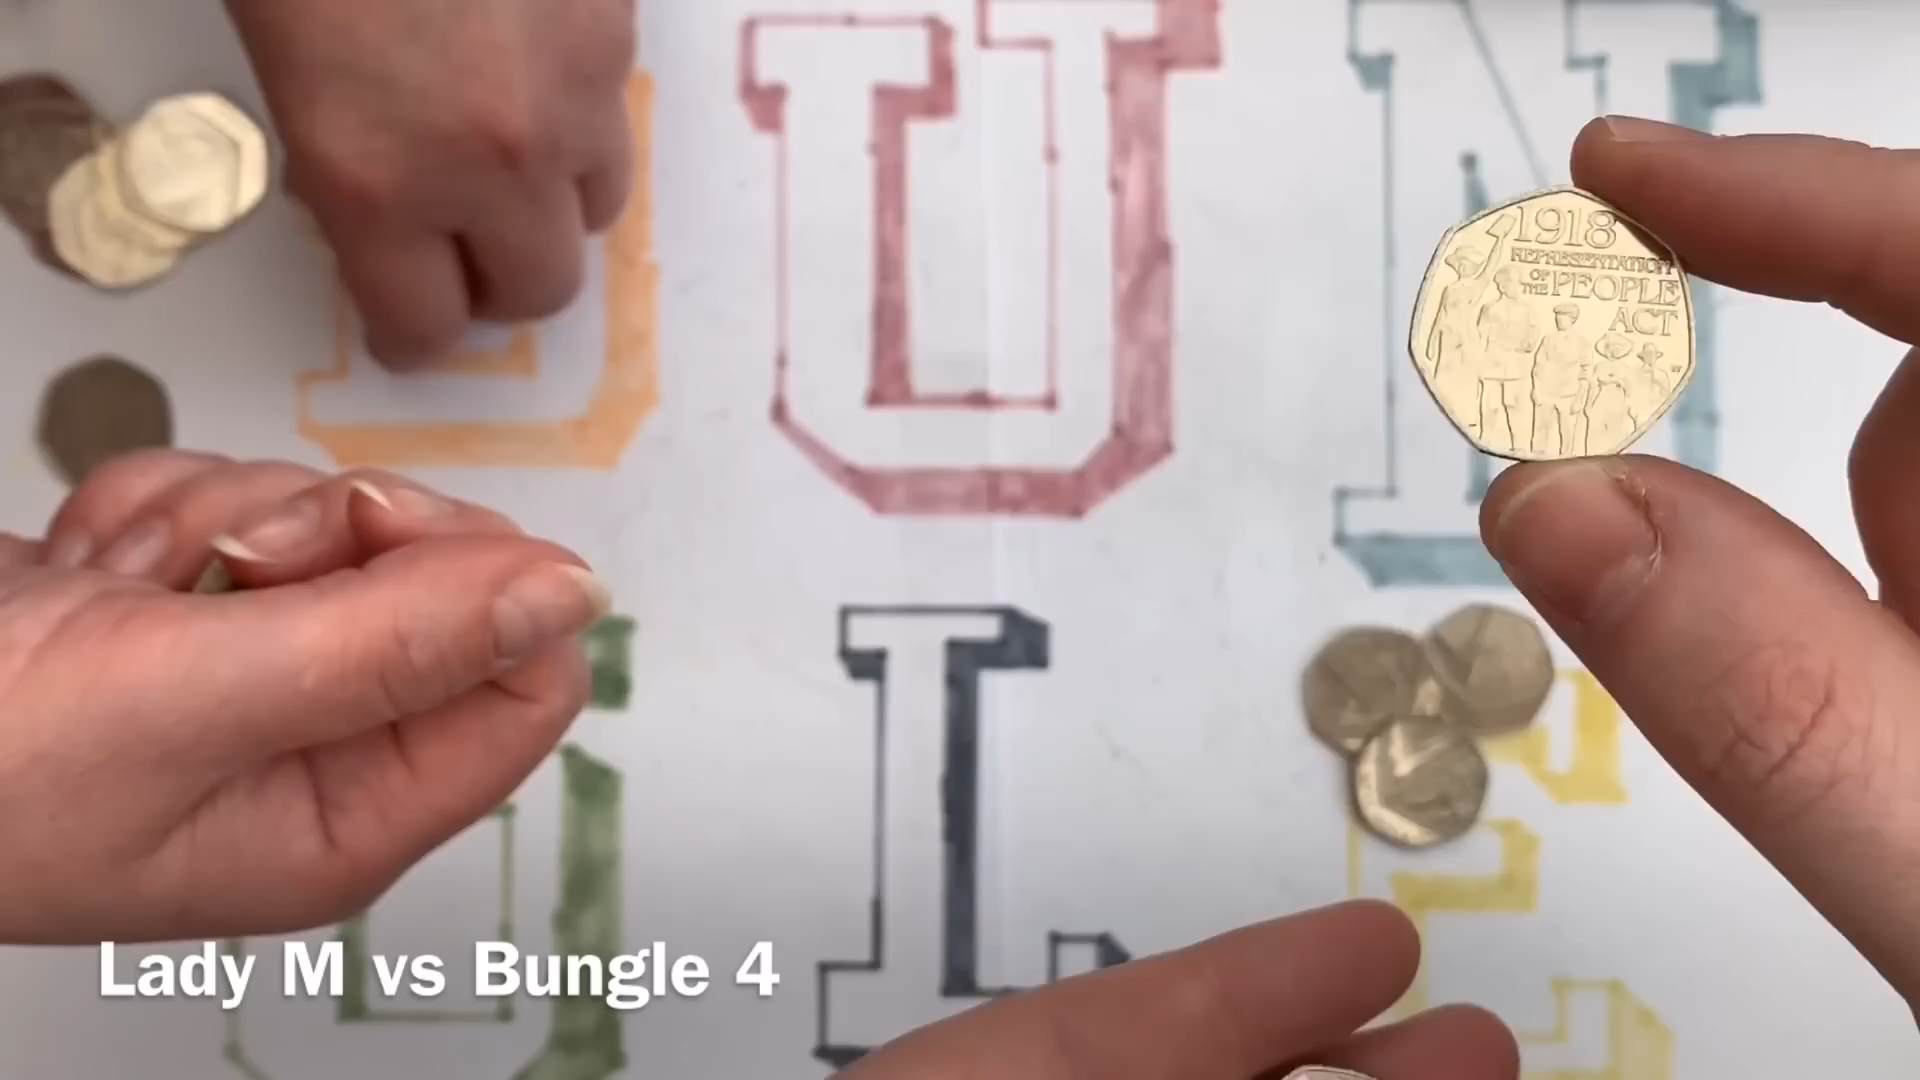 B U N
1918
REPRESENTATION
OF
THE PEOPLE
ACT
G L E
Lady M vs Bungle 4